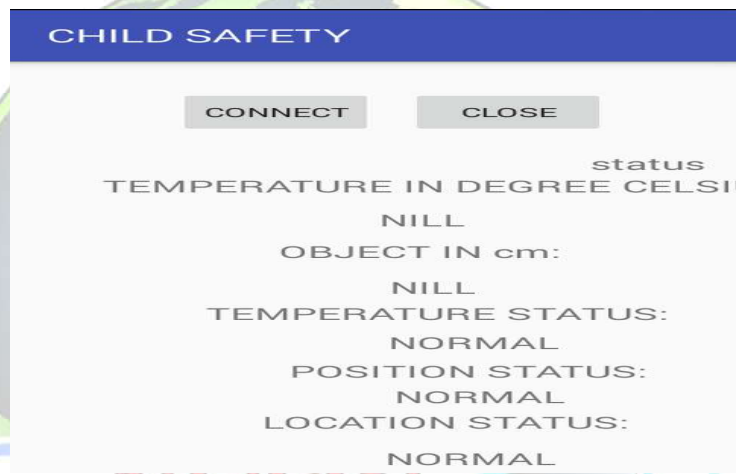 CHILD SAFETY
CONNECT CLOSE
status
TEMPERATURE IN DEGREE CELSI
NILL
OBJECT IN cm:
NILL
TEMPERATURE STATUS:
NORMAL
POSITION STATUS:
NORMAL
LOCATION STATUS:
NORMAL